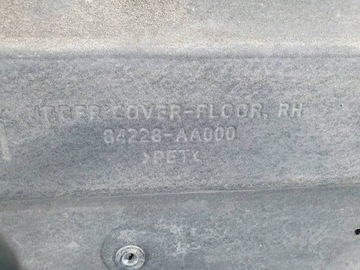 COVER-FLOOR, RH
84228-AA000
>PET<